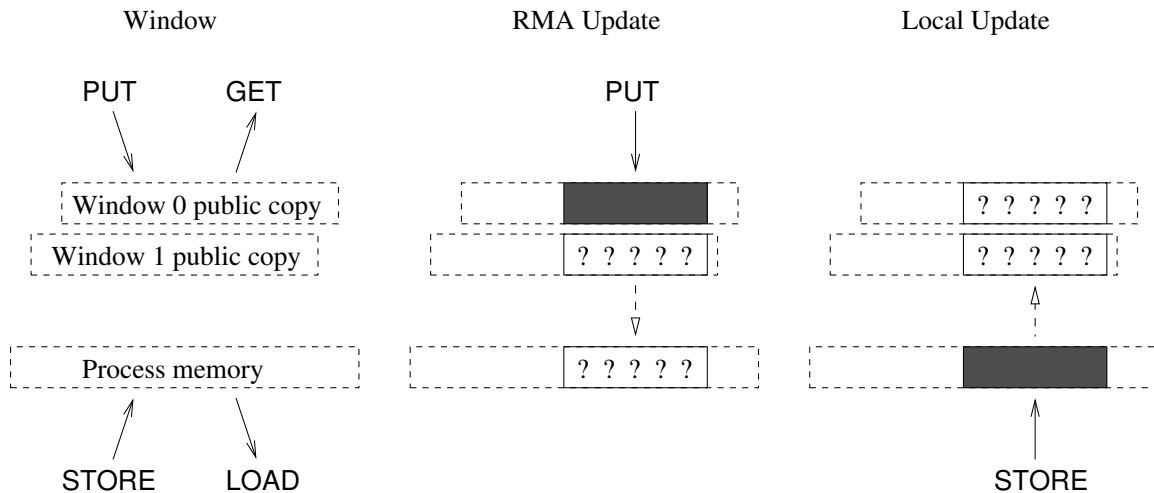 Window RMA Update Local Update
PUT GET PUT
Window 0 public copy ? ? ? ? ?
Window 1 public copy ? ? ? ? ? ? ? ? ? ?
Process memory ? ? ? ? ?
STORE LOAD STORE